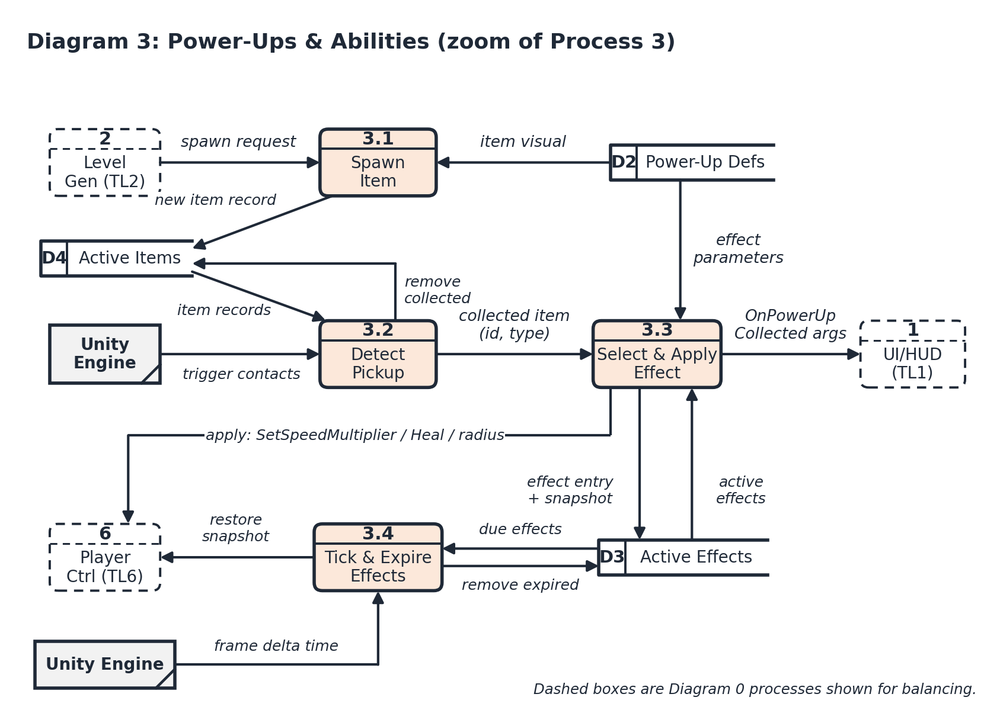 Diagram 3: Power-Ups & Abilities (zoom of Process 3)
2
Level
Gen (TL2)
spawn request
3.1
Spawn
Item
item visual
D2 Power-Up Defs
new item record
D4 Active Items
effect
parameters
remove
collected
item records
Unity
Engine
trigger contacts
3.2
Detect
Pickup
collected item
(id, type)
3.3
Select & Apply
Effect
OnPowerUp
Collected args
1
UI/HUD
(TL1)
apply: SetSpeedMultiplier / Heal / radius
effect entry
+ snapshot
active
effects
6
Player
Ctrl (TL6)
restore
snapshot
3.4
Tick & Expire
Effects
due effects
remove expired
D3 Active Effects
Unity Engine
frame delta time
Dashed boxes are Diagram 0 processes shown for balancing.